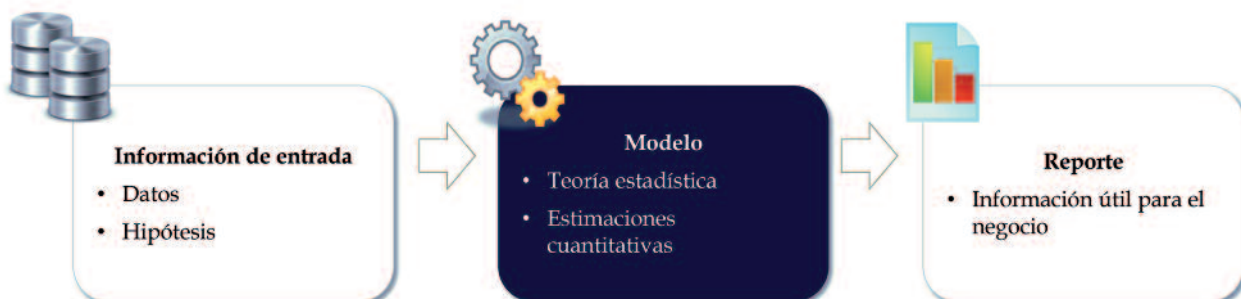 Información de entrada
• Datos
• Hipótesis
Modelo
• Teoría estadística
• Estimaciones
cuantitativas
Reporte
• Información útil para el
negocio